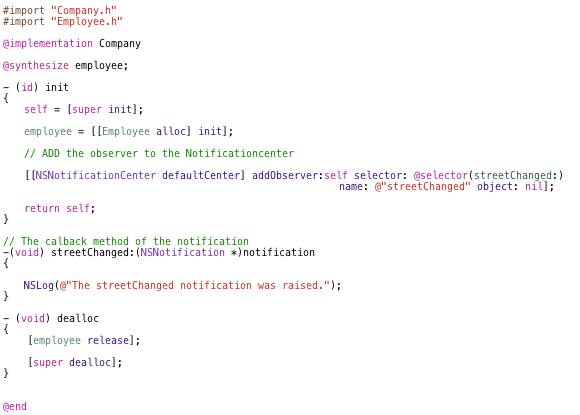 #import "Company.h"
#import "Employee.h"
@implementation Company
@synthesize employee;
- (id) init
{
self = [super init];
employee = [[Employee alloc] init];
// ADD the observer to the Notificationcenter
[[NSNotificationCenter defaultCenter] addObserver:self selector: @selector(streetChanged:)
name: @"streetChanged" object: nil];
return self;
}
// The calback method of the notification
-(void) streetChanged:(NSNotification *)notification
{
NSLog(@"The streetChanged notification was raised.");
}
- (void) dealloc
{
[employee release];
[super dealloc];
}
@end